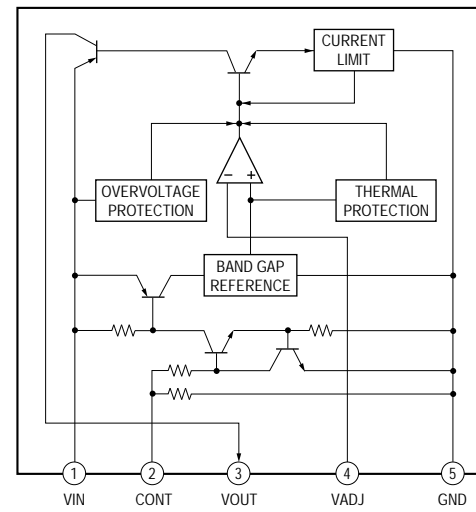 CURRENT
LIMIT
OVERVOLTAGE
PROTECTION
− +
THERMAL
PROTECTION
BAND GAP
REFERENCE
1 2 3 4 5
VIN CONT VOUT VADJ GND